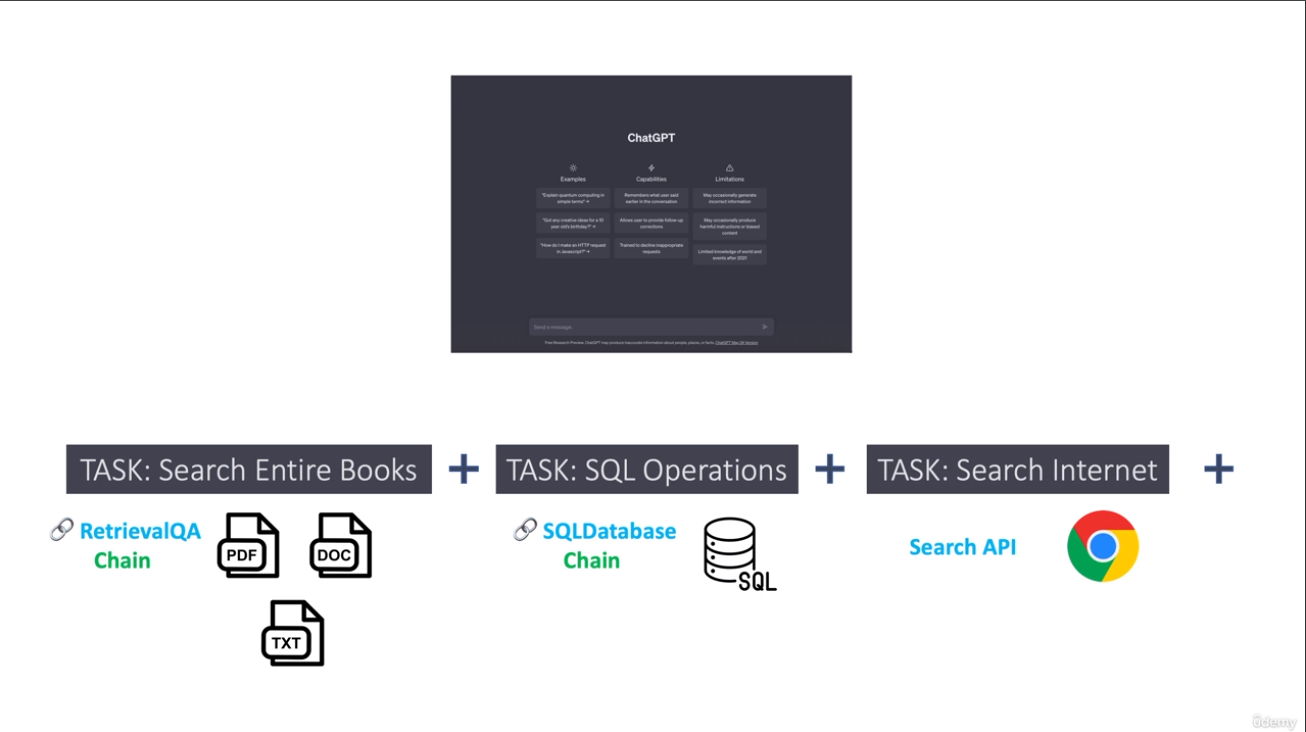 ChatGPT
Examples
Capabilities
Limitations
"Explain quantum computing in
simple terms" →
Remembers what user said
earlier in the conversation
May occasionally generate
incorrect information
"Got any creative ideas for a 10
year old's birthday?" →
Allows user to provide follow-up
corrections
May occasionally produce
harmful instructions or biased
content
"How do I make an HTTP request
in Javascript?" →
Trained to decline inappropriate
requests
Limited knowledge of world and
events after 2021
Send a message.
Free Research Preview. ChatGPT may produce inaccurate information about people, places, or facts. ChatGPT May 24 Version
TASK: Search Entire Books
+
TASK: SQL Operations
+
TASK: Search Internet
+
RetrievalQA
Chain
PDF
DOC
TXT
SQLDatabase
Chain
SQL
Search API
ûdemy